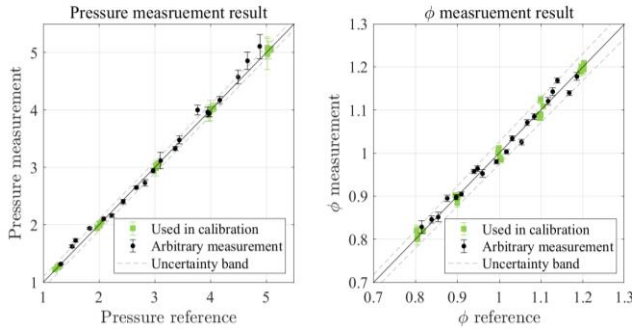 Pressure measruement result
Pressure measurement
5
4
3
2
1
Used in calibration
Arbitrary measurement
Uncertainty band
1 2 3 4 5
Pressure reference
ϕ measruement result
ϕ measurement
1.3
1.2
1.1
1
0.9
0.8
0.7
Used in calibration
Arbitrary measurement
Uncertainty band
0.7 0.8 0.9 1 1.1 1.2 1.3
ϕ reference